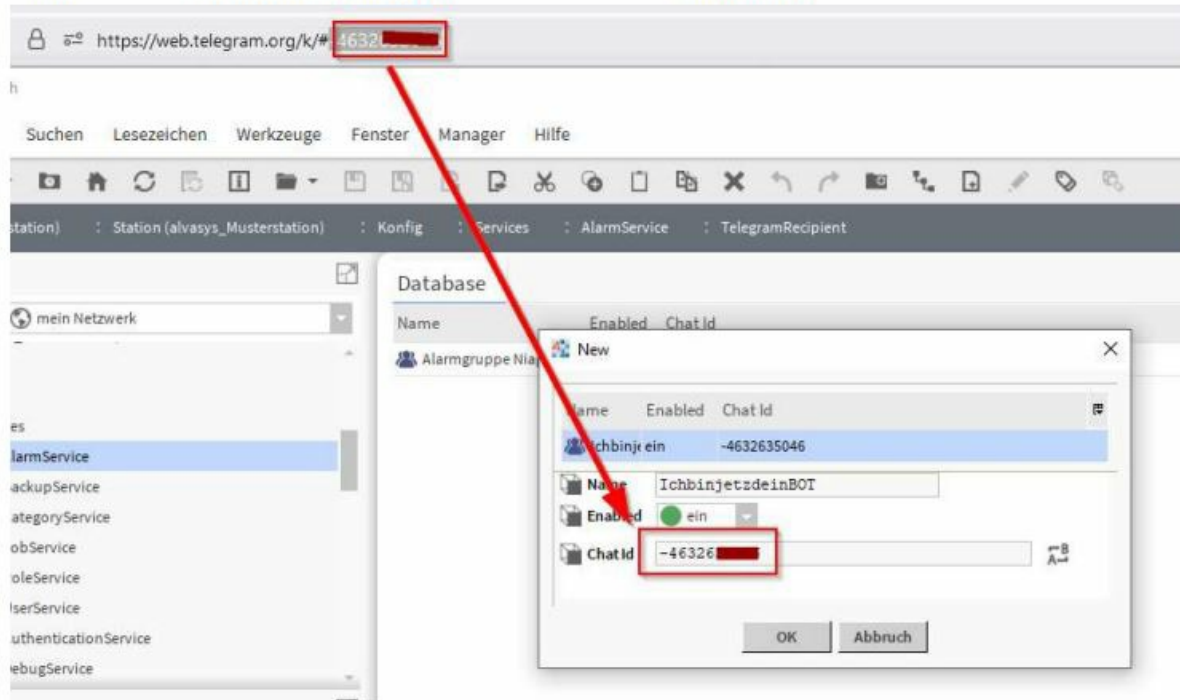 https://web.telegram.org/k/#
h
Suchen Lesezeichen Werkzeuge Fenster Manager Hilfe
station) : Station (alvasys_Musterstation) : Konfig : Services : AlarmService : TelegramRecipient
Database
mein Netzwerk
Name Enabled Chat Id
Alarmgruppe Nia
New
Name Enabled Chat Id
Ichbinje ein -4632635046
Name IchbinjetzdeinBOT
Enabled ein
Chat Id -46326
OK Abbruch
es
larmService
ackupService
ategoryService
obService
oleService
serService
uthenticationService
ebugService